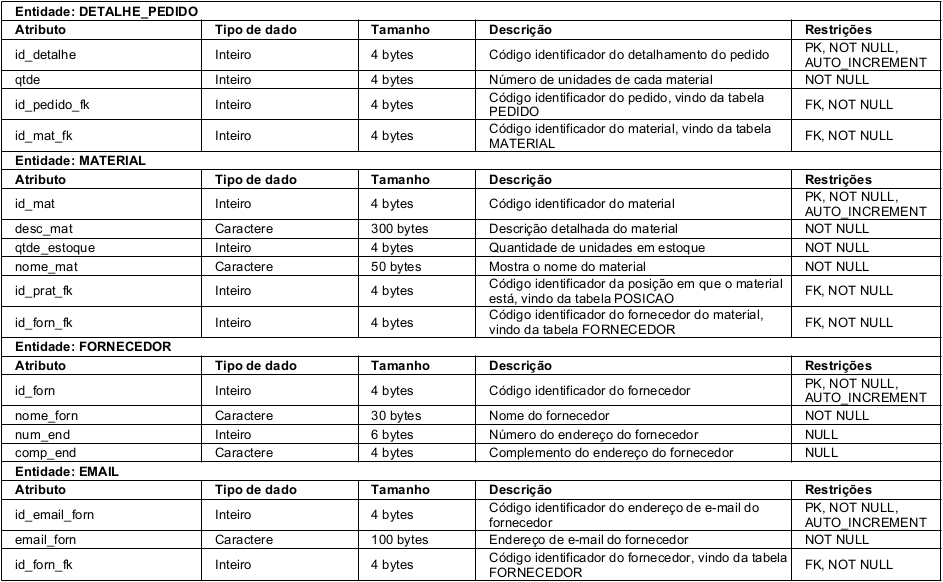 Entidade: DETALHE_PEDIDO
Atributo Tipo de dado Tamanho Descrição Restrições
id_detalhe Inteiro 4 bytes Código identificador do detalhamento do pedido PK, NOT NULL,
AUTO_INCREMENT
qtde Inteiro 4 bytes Número de unidades de cada material NOT NULL
id_pedido_fk Inteiro 4 bytes Código identificador do pedido, vindo da tabela
PEDIDO FK, NOT NULL
id_mat_fk Inteiro 4 bytes Código identificador do material, vindo da tabela
MATERIAL FK, NOT NULL
Entidade: MATERIAL
Atributo Tipo de dado Tamanho Descrição Restrições
id_mat Inteiro 4 bytes Código identificador do material PK, NOT NULL,
AUTO_INCREMENT
desc_mat Caractere 300 bytes Descrição detalhada do material NOT NULL
qtde_estoque Inteiro 4 bytes Quantidade de unidades em estoque NOT NULL
nome_mat Caractere 50 bytes Mostra o nome do material NOT NULL
id_prat_fk Inteiro 4 bytes Código identificador da posição em que o material
está, vindo da tabela POSICAO FK, NOT NULL
id_forn_fk Inteiro 4 bytes Código identificador do fornecedor do material,
vindo da tabela FORNECEDOR FK, NOT NULL
Entidade: FORNECEDOR
Atributo Tipo de dado Tamanho Descrição Restrições
id_forn Inteiro 4 bytes Código identificador do fornecedor PK, NOT NULL,
AUTO_INCREMENT
nome_forn Caractere 30 bytes Nome do fornecedor NOT NULL
num_end Inteiro 6 bytes Número do endereço do fornecedor NULL
comp_end Caractere 4 bytes Complemento do endereço do fornecedor NULL
Entidade: EMAIL
Atributo Tipo de dado Tamanho Descrição Restrições
id_email_forn Inteiro 4 bytes Código identificador do endereço de e-mail do
fornecedor PK, NOT NULL,
AUTO_INCREMENT
email_forn Caractere 100 bytes Endereço de e-mail do fornecedor NOT NULL
id_forn_fk Inteiro 4 bytes Código identificador do fornecedor, vindo da tabela
FORNECEDOR FK, NOT NULL